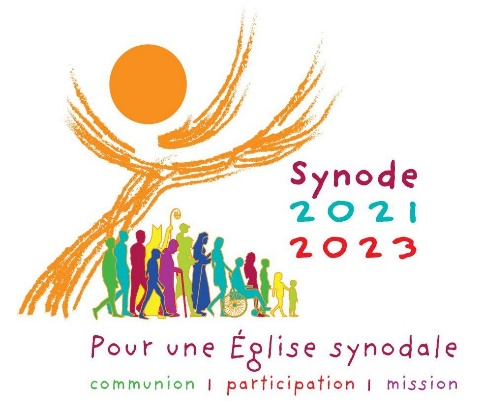 Synode
2021
2023
Pour une Église synodale
communion | participation | mission